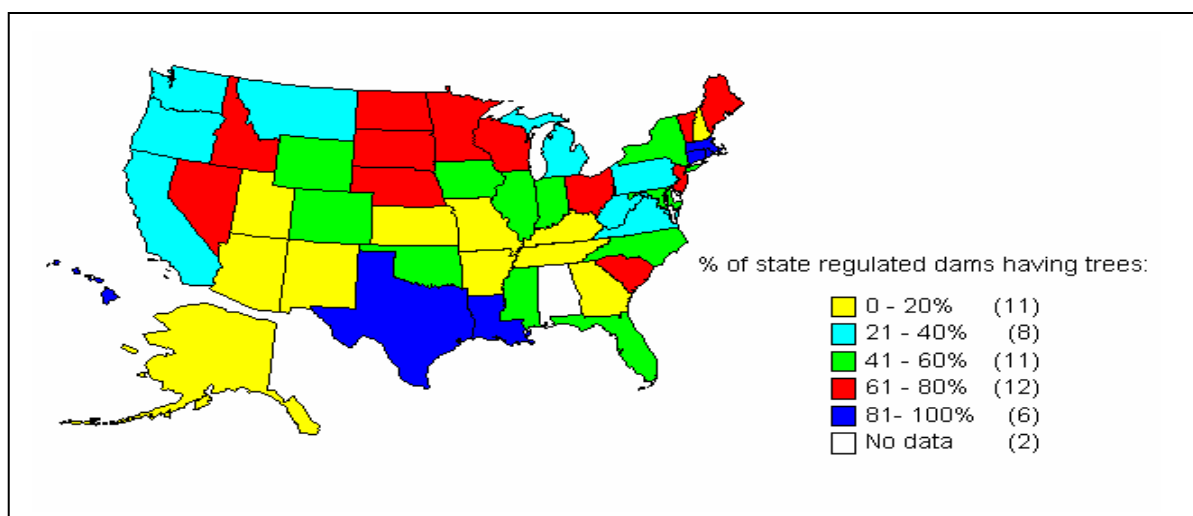 % of state regulated dams having trees:
0 - 20% (11)
21 - 40% (8)
41 - 60% (11)
61 - 80% (12)
81- 100% (6)
No data (2)